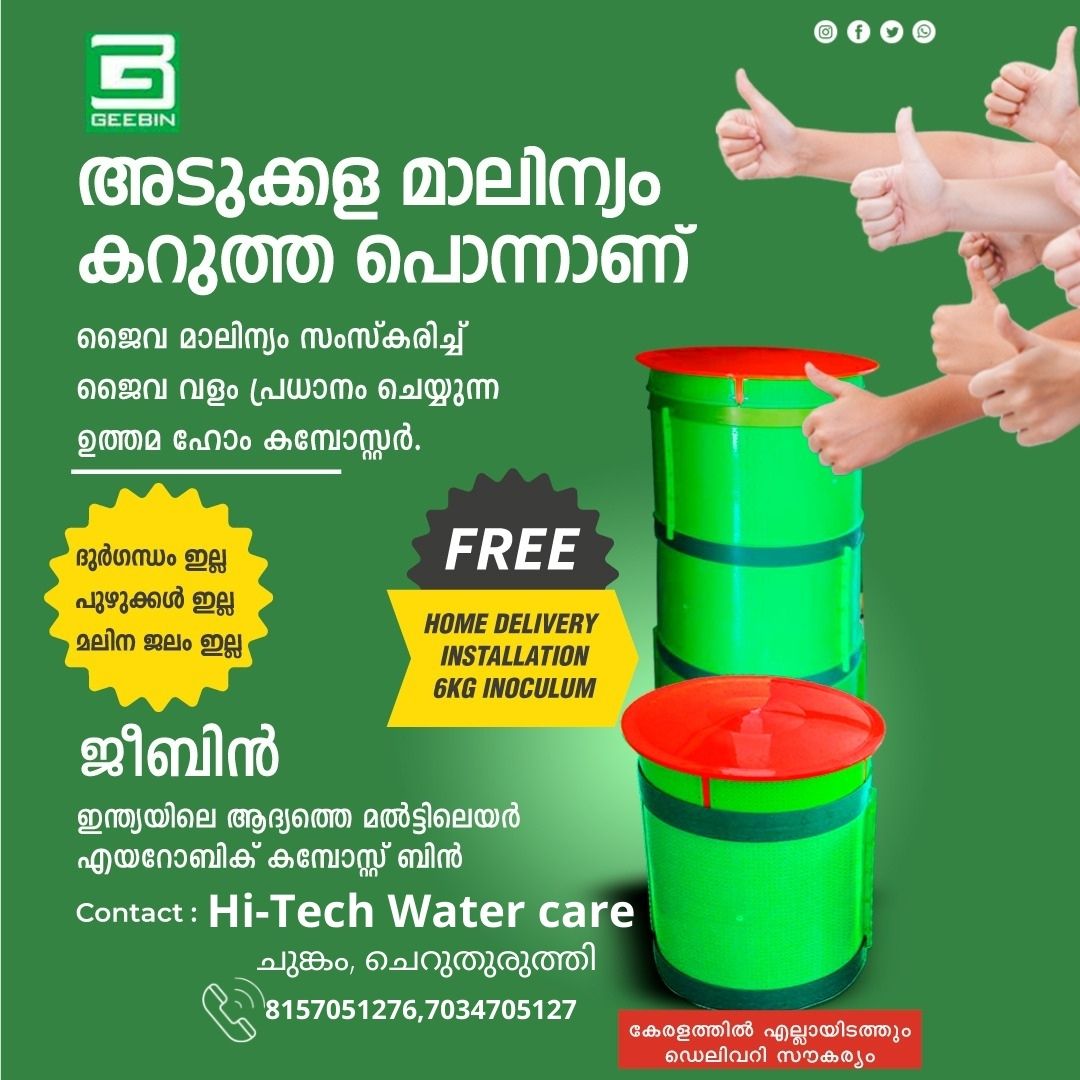 GEEBIN
അടുക്കള മാലിന്യം
കറുത്ത പൊന്നാണ്
ജൈവ മാലിന്യം സംസ്കരിച്ച്
ജൈവ വളം പ്രധാനം ചെയ്യുന്ന
ഉത്തമ ഹോം കമ്പോസ്റ്റർ.
ദുർഗന്ധം ഇല്ല
പുഴുക്കൾ ഇല്ല
മലിന ജലം ഇല്ല
FREE
HOME DELIVERY
INSTALLATION
6KG INOCULUM
ജീബിൻ
ഇന്ത്യയിലെ ആദ്യത്തെ മൽട്ടിലെയർ
എയറോബിക് കമ്പോസ്റ്റ് ബിൻ
Contact : Hi-Tech Water care
ചുങ്കം, ചെറുതുരുത്തി
8157051276,7034705127
കേരളത്തിൽ എല്ലായിടത്തും
ഡെലിവറി സൗകര്യം